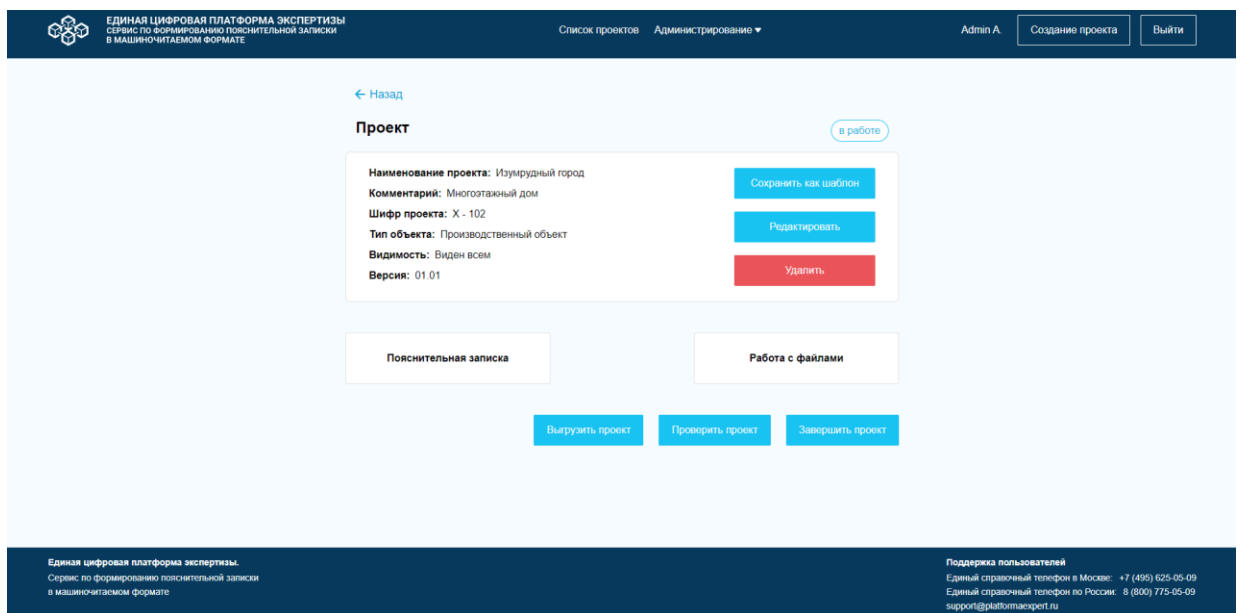 ЕДИНАЯ ЦИФРОВАЯ ПЛАТФОРМА ЭКСПЕРТИЗЫ
СЕРВИС ПО ФОРМИРОВАНИЮ ПОЯСНИТЕЛЬНОЙ ЗАПИСКИ
В МАШИНОЧИТАЕМОМ ФОРМАТЕ
Список проектов Администрирование ▾
Admin A. Создание проекта Выйти
← Назад
Проект
в работе
Наименование проекта: Изумрудный город
Комментарий: Многоэтажный дом
Шифр проекта: X - 102
Тип объекта: Производственный объект
Видимость: Виден всем
Версия: 01.01
Сохранить как шаблон
Редактировать
Удалить
Пояснительная записка
Работа с файлами
Выгрузить проект Проверить проект Завершить проект
Единая цифровая платформа экспертизы.
Сервис по формированию пояснительной записки
в машиночитаемом формате
Поддержка пользователей
Единый справочный телефон в Москве: +7 (495) 625-05-09
Единый справочный телефон по России: 8 (800) 775-05-09
support@platformaexpert.ru